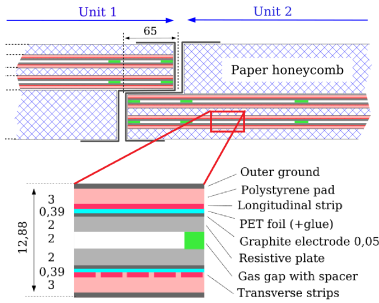 Unit 1
Unit 2
65
Paper honeycomb
Outer ground
Polystyrene pad
Longitudinal strip
PET foil (+glue)
Graphite electrode 0,05
Resistive plate
Gas gap with spacer
Transverse strips
12,88
3
0,39
2
2
2
0,39
3